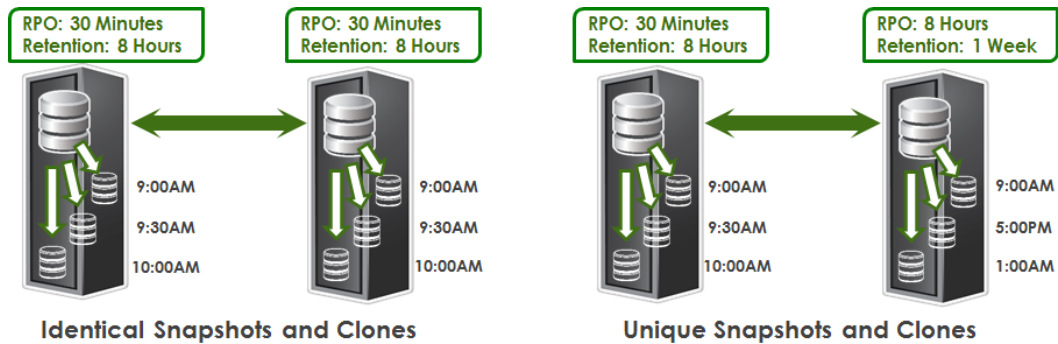 RPO: 30 Minutes
Retention: 8 Hours
RPO: 30 Minutes
Retention: 8 Hours
9:00AM
9:30AM
10:00AM
9:00AM
9:30AM
10:00AM
Identical Snapshots and Clones
RPO: 30 Minutes
Retention: 8 Hours
RPO: 8 Hours
Retention: 1 Week
9:00AM
9:30AM
10:00AM
9:00AM
5:00PM
1:00AM
Unique Snapshots and Clones